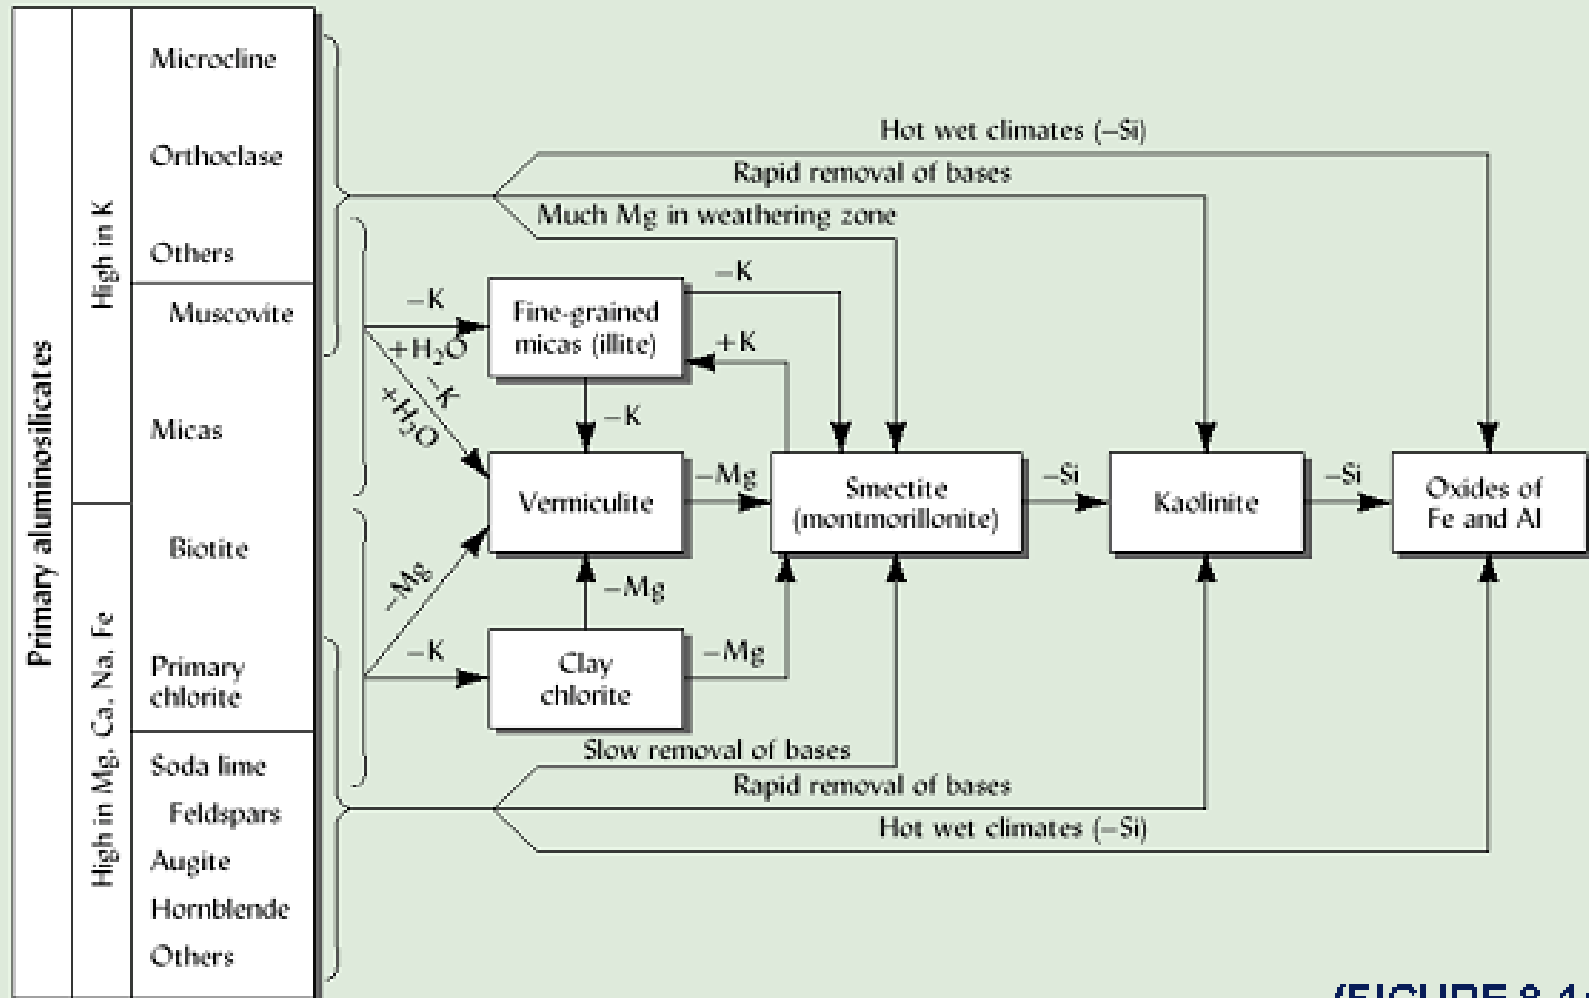 Primary aluminosilicates
High in K
High in Mg, Ca, Na, Fe
Microcline
Orthoclase
Others
Muscovite
Micas
Biotite
Primary
chlorite
Soda lime
Feldspars
Augite
Hornblende
Others
Hot wet climates (–Si)
Rapid removal of bases
Much Mg in weathering zone
–K
+H₂O
–K
+H₂O
Fine-grained
micas (illite)
–K
+K
–K
Vermiculite
–Mg
Smectite
(montmorillonite)
–Si
Kaolinite
–Si
Oxides of
Fe and Al
–Mg
–K
–Mg
Clay
chlorite
–Mg
Slow removal of bases
Rapid removal of bases
Hot wet climates (–Si)